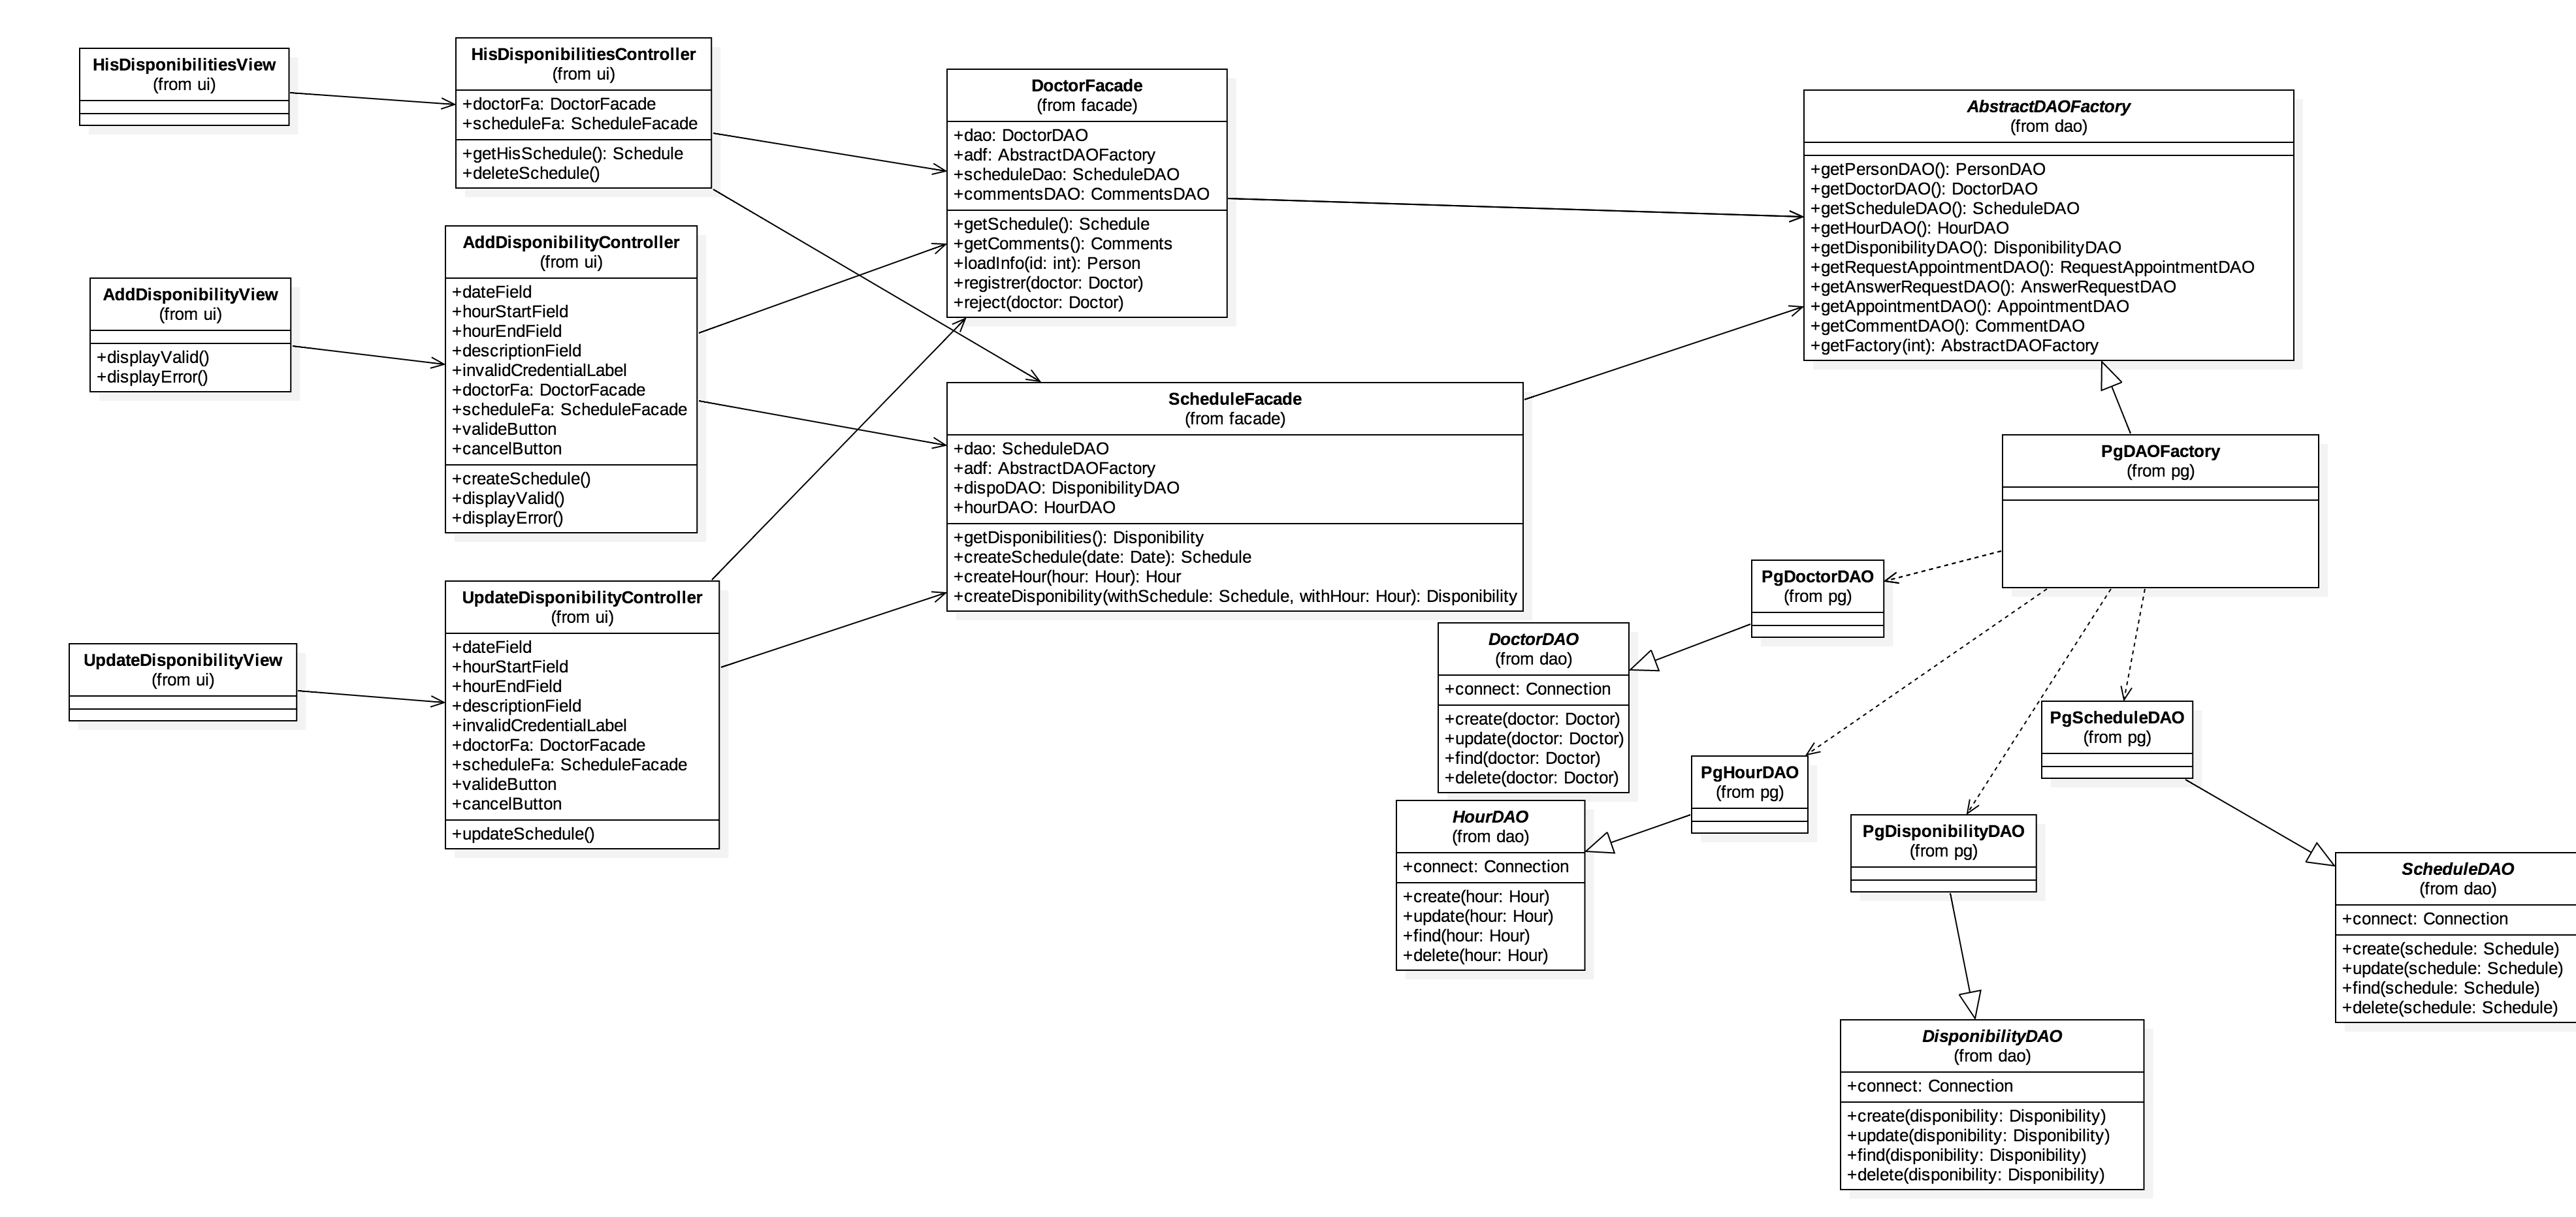 HisDisponibilitiesView
(from ui)
HisDisponibilitiesController
(from ui)
+doctorFa: DoctorFacade
+scheduleFa: ScheduleFacade
+getHisSchedule(): Schedule
+deleteSchedule()
AddDisponibilityView
(from ui)
+displayValid()
+displayError()
AddDisponibilityController
(from ui)
+dateField
+hourStartField
+hourEndField
+descriptionField
+invalidCredentialLabel
+doctorFa: DoctorFacade
+scheduleFa: ScheduleFacade
+valideButton
+cancelButton
+createSchedule()
+displayValid()
+displayError()
UpdateDisponibilityView
(from ui)
UpdateDisponibilityController
(from ui)
+dateField
+hourStartField
+hourEndField
+descriptionField
+invalidCredentialLabel
+doctorFa: DoctorFacade
+scheduleFa: ScheduleFacade
+valideButton
+cancelButton
+updateSchedule()
DoctorFacade
(from facade)
+dao: DoctorDAO
+adf: AbstractDAOFactory
+scheduleDao: ScheduleDAO
+commentsDAO: CommentsDAO
+getSchedule(): Schedule
+getComments(): Comments
+loadInfo(id: int): Person
+registrer(doctor: Doctor)
+reject(doctor: Doctor)
ScheduleFacade
(from facade)
+dao: ScheduleDAO
+adf: AbstractDAOFactory
+dispoDAO: DisponibilityDAO
+hourDAO: HourDAO
+getDisponibilities(): Disponibility
+createSchedule(date: Date): Schedule
+createHour(hour: Hour): Hour
+createDisponibility(withSchedule: Schedule, withHour: Hour): Disponibility
AbstractDAOFactory
(from dao)
+getPersonDAO(): PersonDAO
+getDoctorDAO(): DoctorDAO
+getScheduleDAO(): ScheduleDAO
+getHourDAO(): HourDAO
+getDisponibilityDAO(): DisponibilityDAO
+getRequestAppointmentDAO(): RequestAppointmentDAO
+getAnswerRequestDAO(): AnswerRequestDAO
+getAppointmentDAO(): AppointmentDAO
+getCommentDAO(): CommentDAO
+getFactory(int): AbstractDAOFactory
PgDAOFactory
(from pg)
PgDoctorDAO
(from pg)
DoctorDAO
(from dao)
+connect: Connection
+create(doctor: Doctor)
+update(doctor: Doctor)
+find(doctor: Doctor)
+delete(doctor: Doctor)
PgHourDAO
(from pg)
HourDAO
(from dao)
+connect: Connection
+create(hour: Hour)
+update(hour: Hour)
+find(hour: Hour)
+delete(hour: Hour)
PgScheduleDAO
(from pg)
PgDisponibilityDAO
(from pg)
ScheduleDAO
(from dao)
+connect: Connection
+create(schedule: Schedule)
+update(schedule: Schedule)
+find(schedule: Schedule)
+delete(schedule: Schedule)
DisponibilityDAO
(from dao)
+connect: Connection
+create(disponibility: Disponibility)
+update(disponibility: Disponibility)
+find(disponibility: Disponibility)
+delete(disponibility: Disponibility)